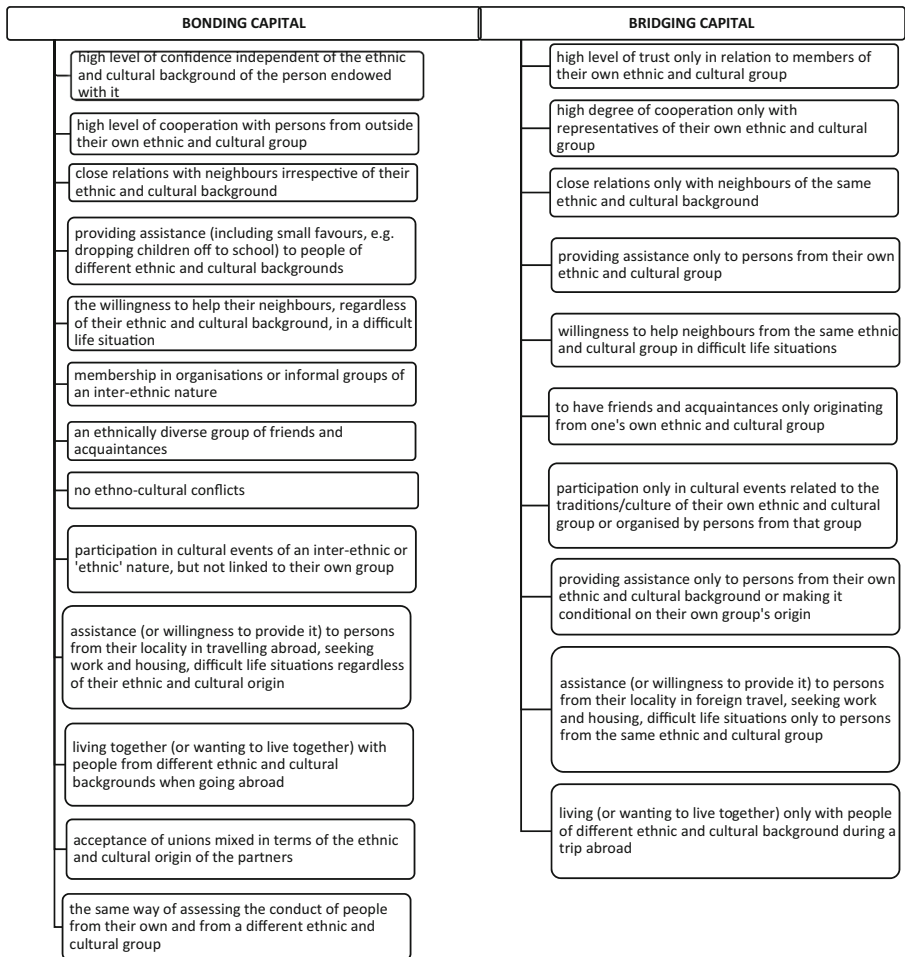 BONDING CAPITAL
high level of confidence independent of the ethnic
and cultural background of the person endowed
with it
high level of cooperation with persons from outside
their own ethnic and cultural group
close relations with neighbours irrespective of their
ethnic and cultural background
providing assistance (including small favours, e.g.
dropping children off to school) to people of
different ethnic and cultural backgrounds
the willingness to help their neighbours, regardless
of their ethnic and cultural background, in a difficult
life situation
membership in organisations or informal groups of
an inter-ethnic nature
an ethnically diverse group of friends and
acquaintances
no ethno-cultural conflicts
participation in cultural events of an inter-ethnic or
'ethnic' nature, but not linked to their own group
assistance (or willingness to provide it) to persons
from their locality in travelling abroad, seeking
work and housing, difficult life situations regardless
of their ethnic and cultural origin
living together (or wanting to live together) with
people from different ethnic and cultural
backgrounds when going abroad
acceptance of unions mixed in terms of the ethnic
and cultural origin of the partners
the same way of assessing the conduct of people
from their own and from a different ethnic and
cultural group
BRIDGING CAPITAL
high level of trust only in relation to members of
their own ethnic and cultural group
high degree of cooperation only with
representatives of their own ethnic and cultural
group
close relations only with neighbours of the same
ethnic and cultural background
providing assistance only to persons from their own
ethnic and cultural group
willingness to help neighbours from the same ethnic
and cultural group in difficult life situations
to have friends and acquaintances only originating
from one's own ethnic and cultural group
participation only in cultural events related to the
traditions/culture of their own ethnic and cultural
group or organised by persons from that group
providing assistance only to persons from their own
ethnic and cultural background or making it
conditional on their own group's origin
assistance (or willingness to provide it) to persons
from their locality in foreign travel, seeking work
and housing, difficult life situations only to persons
from the same ethnic and cultural group
living (or wanting to live together) only with people
of different ethnic and cultural background during a
trip abroad